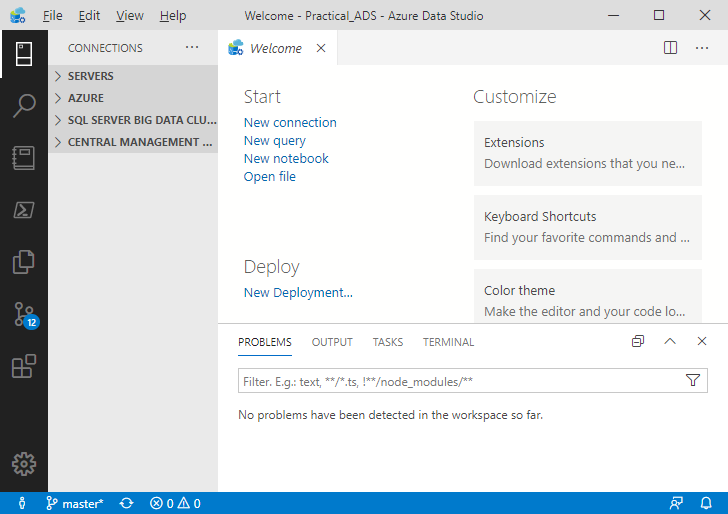 File Edit View Help Welcome - Practical_ADS - Azure Data Studio
CONNECTIONS ...
SERVERS
AZURE
SQL SERVER BIG DATA CLU...
CENTRAL MANAGEMENT ...
Welcome
Start
New connection
New query
New notebook
Open file
Deploy
New Deployment...
Customize
Extensions
Download extensions that you ne...
Keyboard Shortcuts
Find your favorite commands and ...
Color theme
Make the editor and your code lo...
PROBLEMS OUTPUT TASKS TERMINAL
Filter. E.g.: text, **/*.ts, !**/node_modules/**
No problems have been detected in the workspace so far.
12
master* 0 0